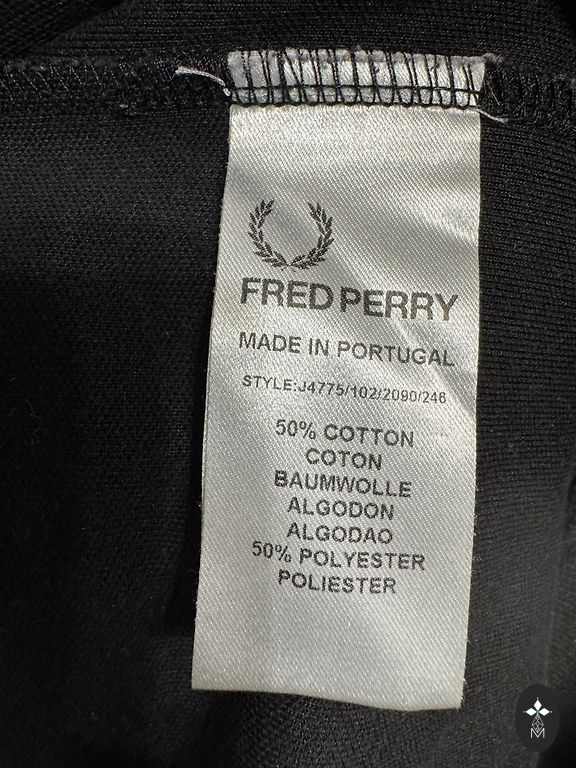 FRED PERRY
MADE IN PORTUGAL
STYLE:J4775/102/2090/246
50% COTTON
COTON
BAUMWOLLE
ALGODON
ALGODAO
50% POLYESTER
POLIESTER
M